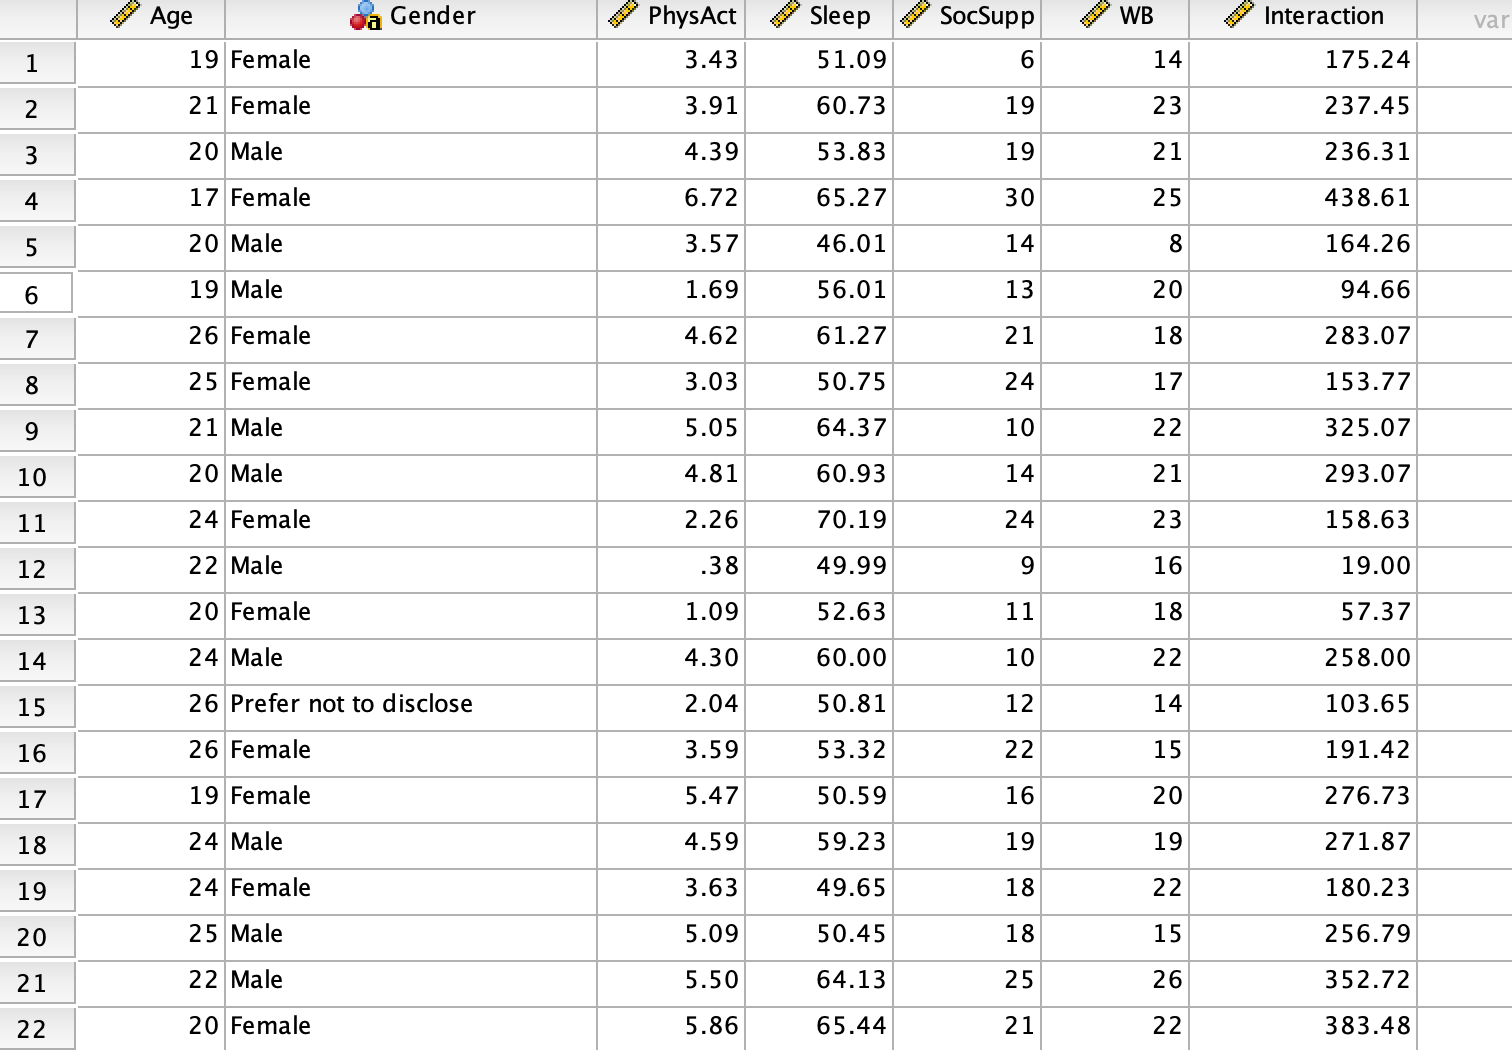 Age Gender PhysAct Sleep SocSupp WB Interaction var
1 19 Female 3.43 51.09 6 14 175.24
2 21 Female 3.91 60.73 19 23 237.45
3 20 Male 4.39 53.83 19 21 236.31
4 17 Female 6.72 65.27 30 25 438.61
5 20 Male 3.57 46.01 14 8 164.26
6 19 Male 1.69 56.01 13 20 94.66
7 26 Female 4.62 61.27 21 18 283.07
8 25 Female 3.03 50.75 24 17 153.77
9 21 Male 5.05 64.37 10 22 325.07
10 20 Male 4.81 60.93 14 21 293.07
11 24 Female 2.26 70.19 24 23 158.63
12 22 Male .38 49.99 9 16 19.00
13 20 Female 1.09 52.63 11 18 57.37
14 24 Male 4.30 60.00 10 22 258.00
15 26 Prefer not to disclose 2.04 50.81 12 14 103.65
16 26 Female 3.59 53.32 22 15 191.42
17 19 Female 5.47 50.59 16 20 276.73
18 24 Male 4.59 59.23 19 19 271.87
19 24 Female 3.63 49.65 18 22 180.23
20 25 Male 5.09 50.45 18 15 256.79
21 22 Male 5.50 64.13 25 26 352.72
22 20 Female 5.86 65.44 21 22 383.48